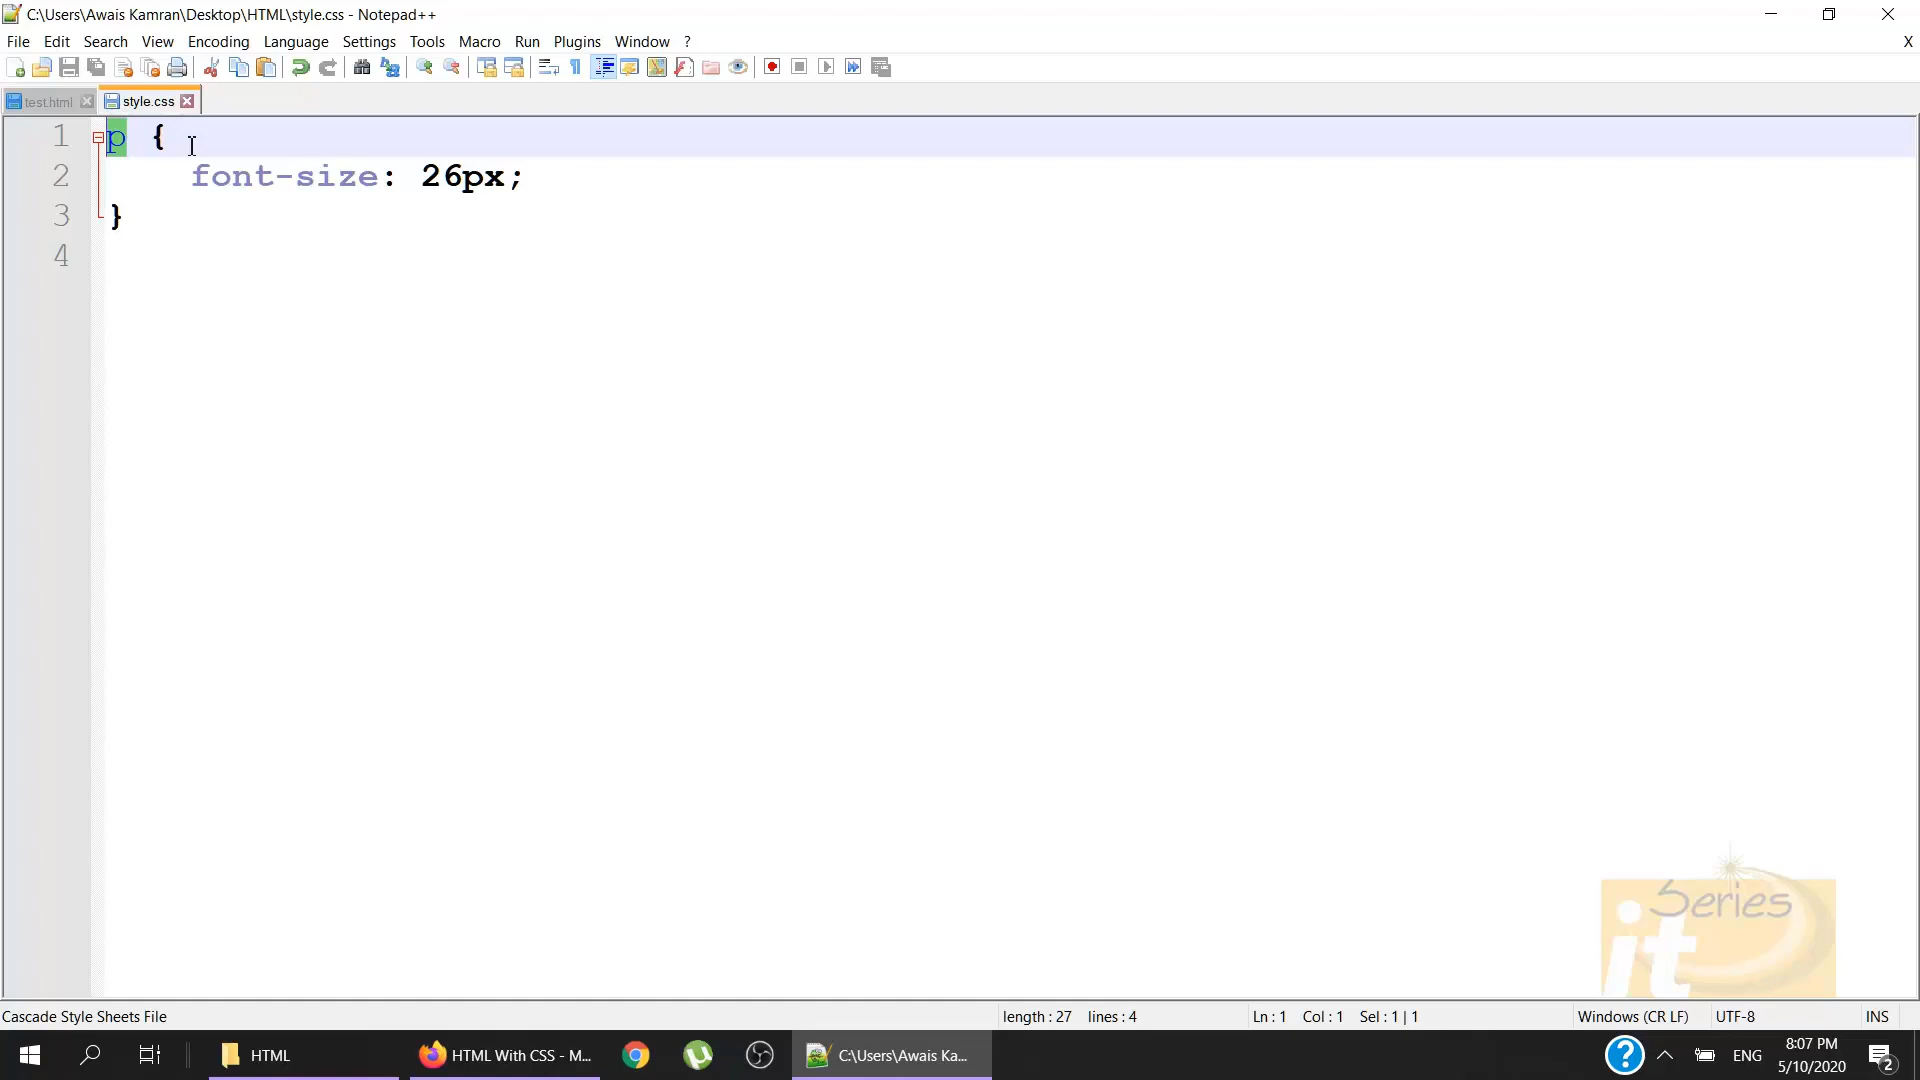 C:\Users\Awais Kamran\Desktop\HTML\style.css - Notepad++
File Edit Search View Encoding Language Settings Tools Macro Run Plugins Window ? X
test.html style.css
1 p {
2 font-size: 26px;
3 }
4
Series
it
Cascade Style Sheets File length : 27 lines : 4 Ln : 1 Col : 1 Sel : 1 | 1 Windows (CR LF) UTF-8 INS
HTML HTML With CSS - M... C:\Users\Awais Ka... ? ENG 8:07 PM
5/10/2020 2